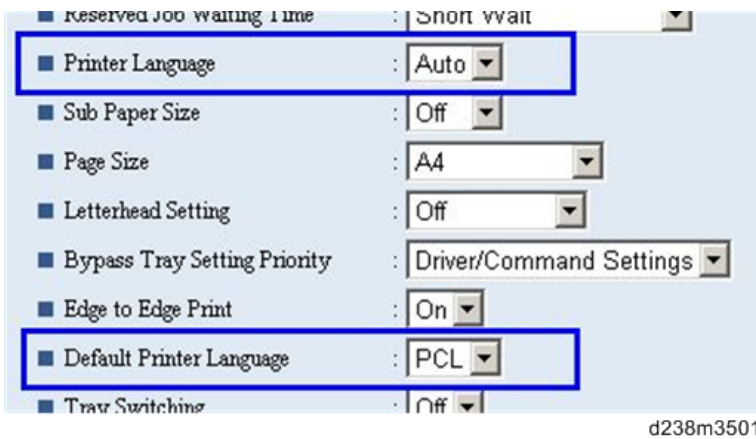 Reserved Job Waiting Time : Short Wait
Printer Language : Auto
Sub Paper Size : Off
Page Size : A4
Letterhead Setting : Off
Bypass Tray Setting Priority : Driver/Command Settings
Edge to Edge Print : On
Default Printer Language : PCL
Tray Switching : Off
d238m3501